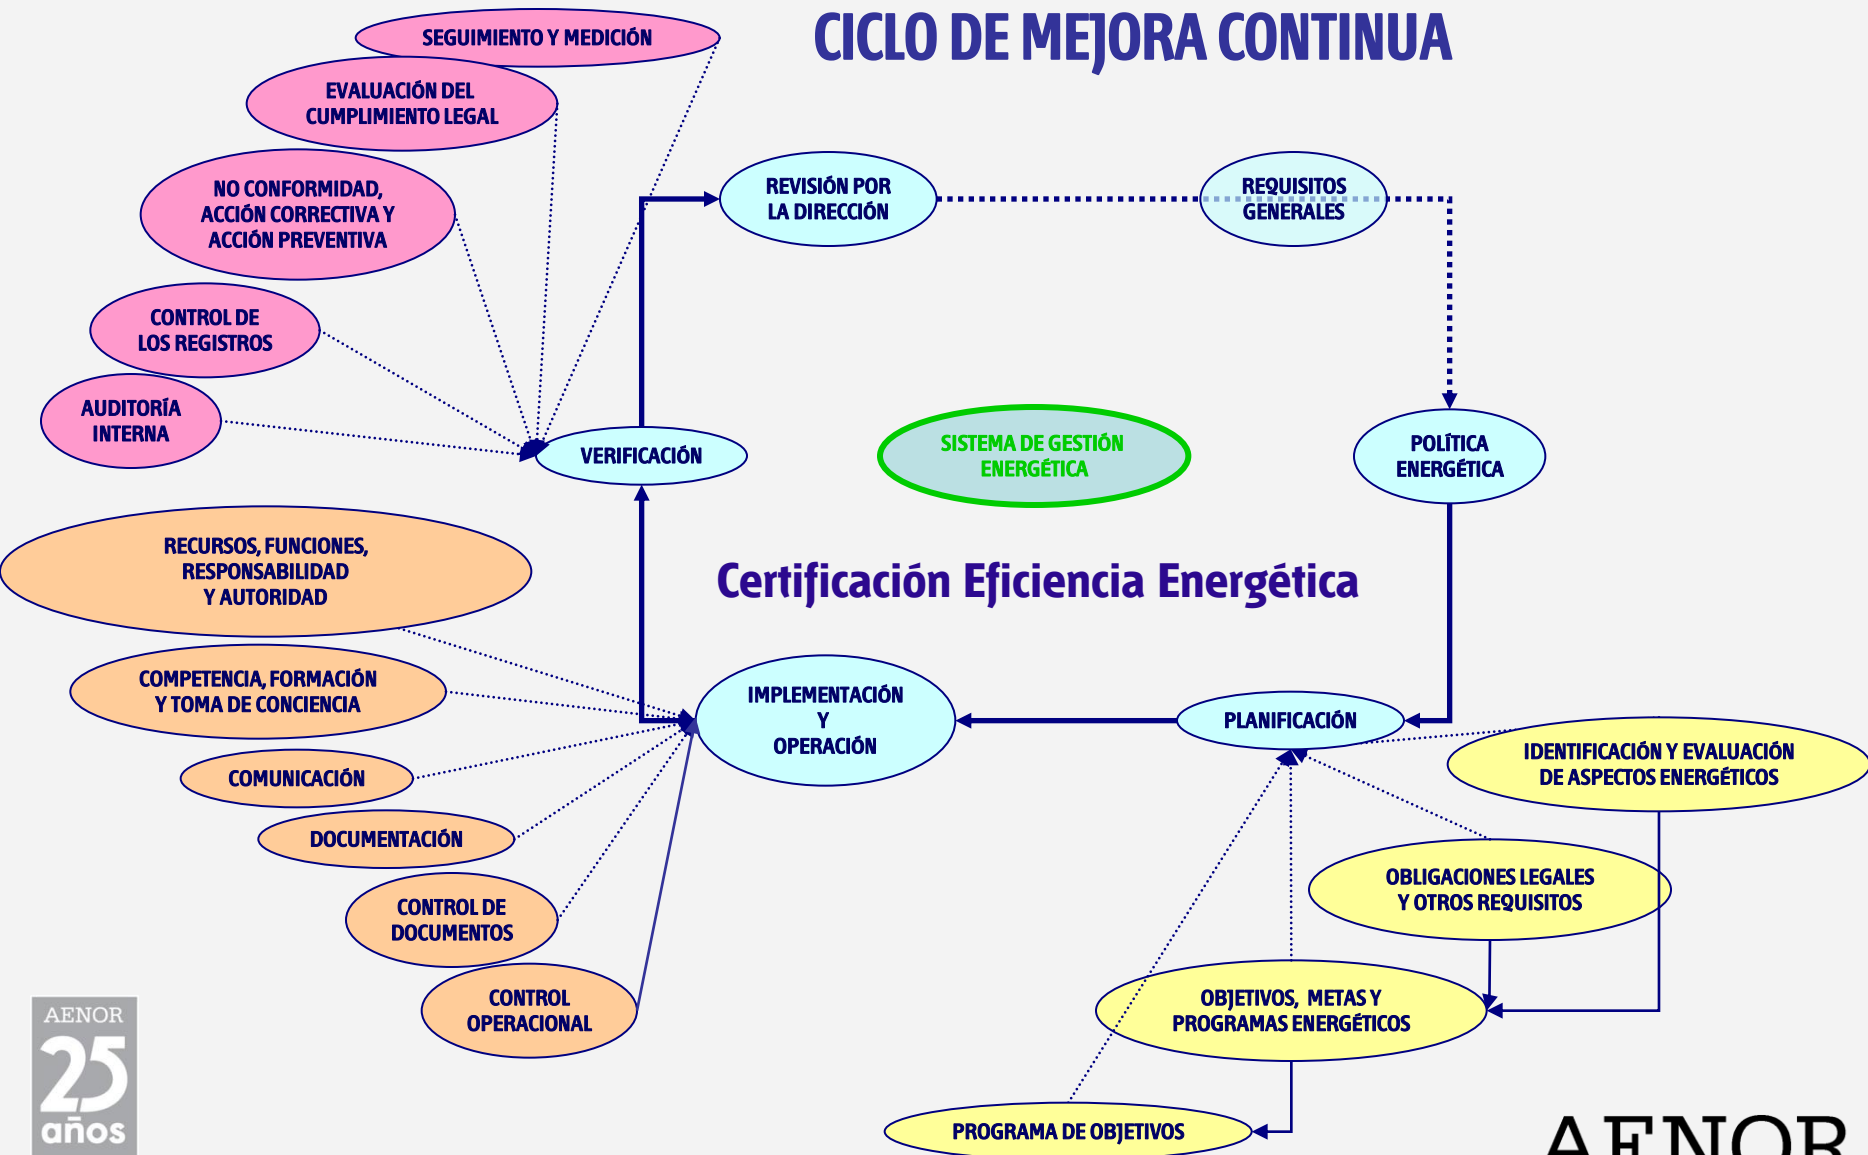 CICLO DE MEJORA CONTINUA
SEGUIMIENTO Y MEDICIÓN
EVALUACIÓN DEL
CUMPLIMIENTO LEGAL
NO CONFORMIDAD,
ACCIÓN CORRECTIVA Y
ACCIÓN PREVENTIVA
CONTROL DE
LOS REGISTROS
AUDITORÍA
INTERNA
REVISIÓN POR
LA DIRECCIÓN
REQUISITOS
GENERALES
VERIFICACIÓN
SISTEMA DE GESTIÓN
ENERGÉTICA
POLÍTICA
ENERGÉTICA
Certificación Eficiencia Energética
RECURSOS, FUNCIONES,
RESPONSABILIDAD
Y AUTORIDAD
COMPETENCIA, FORMACIÓN
Y TOMA DE CONCIENCIA
COMUNICACIÓN
DOCUMENTACIÓN
CONTROL DE
DOCUMENTOS
CONTROL
OPERACIONAL
IMPLEMENTACIÓN
Y
OPERACIÓN
PLANIFICACIÓN
IDENTIFICACIÓN Y EVALUACIÓN
DE ASPECTOS ENERGÉTICOS
OBLIGACIONES LEGALES
Y OTROS REQUISITOS
OBJETIVOS, METAS Y
PROGRAMAS ENERGÉTICOS
PROGRAMA DE OBJETIVOS
AENOR
25
años
AENOR